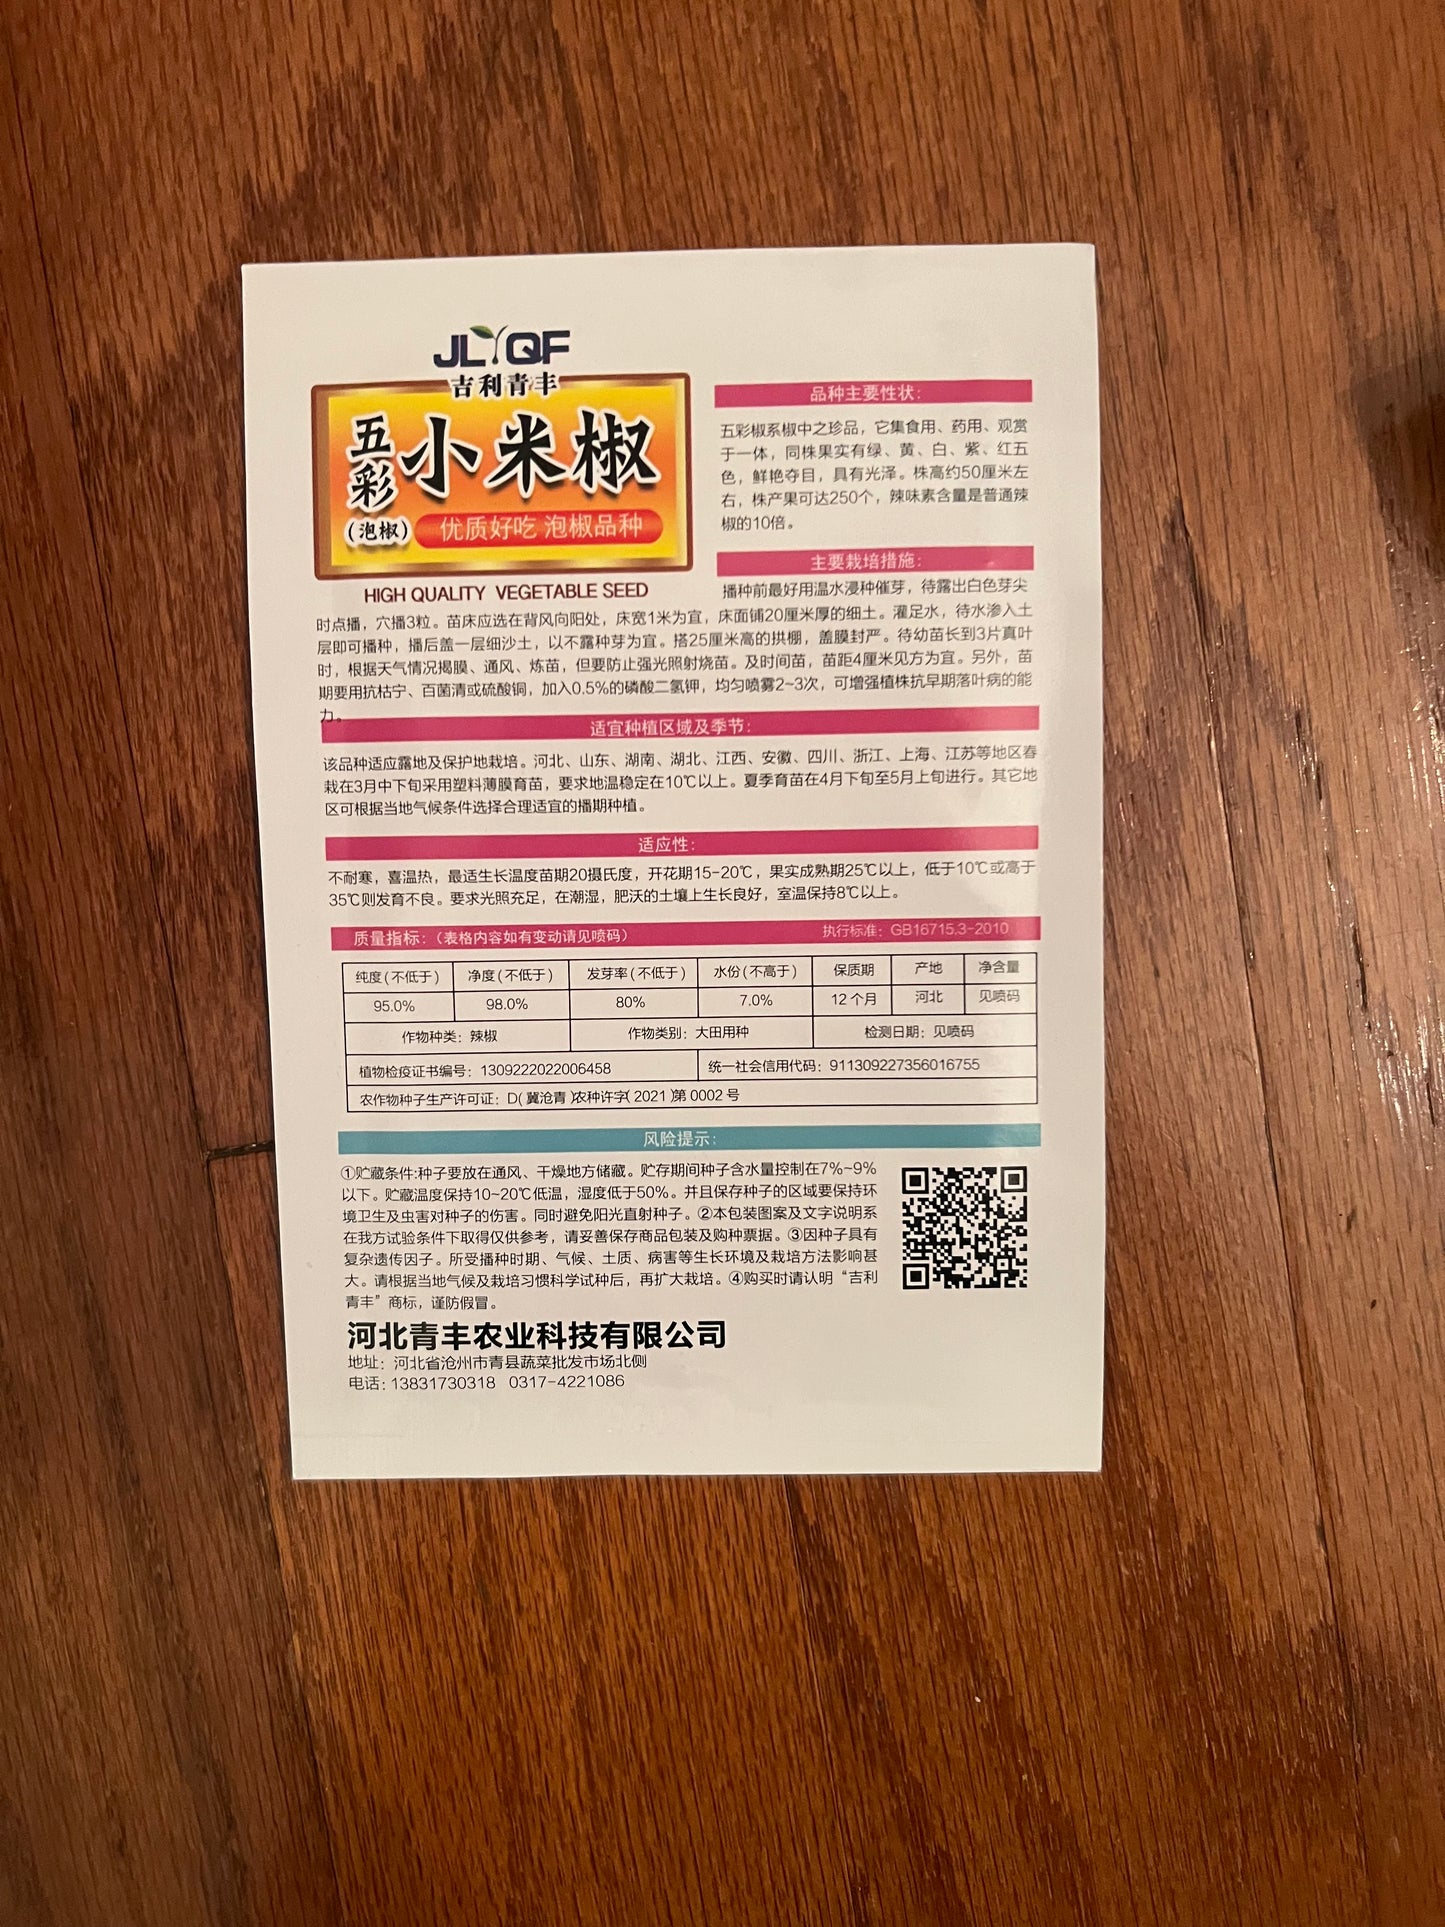 JLQF
吉利青丰
五彩
小米椒
(泡椒)
优质好吃 泡椒品种
HIGH QUALITY VEGETABLE SEED
品种主要性状:
五彩椒系椒中之珍品，它集食用、药用、观赏
于一体，同株果实有绿、黄、白、紫、红五
色，鲜艳夺目，具有光泽。株高约50厘米左
右，株产果可达250个，辣味素含量是普通辣
椒的10倍。
主要栽培措施:
播种前最好用温水浸种催芽，待露出白色芽尖
时点播，穴播3粒。苗床应选在背风向阳处，床宽1米为宜，床面铺20厘米厚的细土。灌足水，待水渗入土
层即可播种，播后盖一层细沙土，以不露种芽为宜。搭25厘米高的拱棚，盖膜封严。待幼苗长到3片真叶
时，根据天气情况揭膜、通风、炼苗，但要防止强光照射烧苗。及时间苗，苗距4厘米见方为宜。另外，苗
期要用抗枯宁、百菌清或硫酸铜，加入0.5%的磷酸二氢钾，均匀喷雾2~3次，可增强植株抗早期落叶病的能
力。
适宜种植区域及季节:
该品种适应露地及保护地栽培。河北、山东、湖南、湖北、江西、安徽、四川、浙江、上海、江苏等地区春
栽在3月中下旬采用塑料薄膜育苗，要求地温稳定在10℃以上。夏季育苗在4月下旬至5月上旬进行。其它地
区可根据当地气候条件选择合理适宜的播期种植。
适应性:
不耐寒，喜温热，最适生长温度苗期20摄氏度，开花期15-20℃，果实成熟期25℃以上，低于10℃或高于
35℃则发育不良。要求光照充足，在潮湿，肥沃的土壤上生长良好，室温保持8℃以上。
质量指标:（表格内容如有变动请见喷码） 执行标准: GB16715.3-2010
纯度(不低于) 净度(不低于) 发芽率(不低于) 水份(不高于) 保质期 产地 净含量
95.0% 98.0% 80% 7.0% 12个月 河北 见喷码
作物种类: 辣椒 作物类别: 大田用种 检测日期: 见喷码
植物检疫证书编号: 1309222022006458 统一社会信用代码: 911309227356016755
农作物种子生产许可证: D(冀沧青)农种许字(2021)第0002号
风险提示:
①贮藏条件:种子要放在通风、干燥地方储藏。贮存期间种子含水量控制在7%~9%
以下。贮藏温度保持10~20℃低温，湿度低于50%。并且保存种子的区域要保持环
境卫生及虫害对种子的伤害。同时避免阳光直射种子。②本包装图案及文字说明系
在我方试验条件下取得仅供参考，请妥善保存商品包装及购种票据。③因种子具有
复杂遗传因子。所受播种时期、气候、土质、病害等生长环境及栽培方法影响甚
大。请根据当地气候及栽培习惯科学试种后，再扩大栽培。④购买时请认明“吉利
青丰”商标，谨防假冒。
河北青丰农业科技有限公司
地址: 河北省沧州市青县蔬菜批发市场北侧
电话: 13831730318 0317-4221086